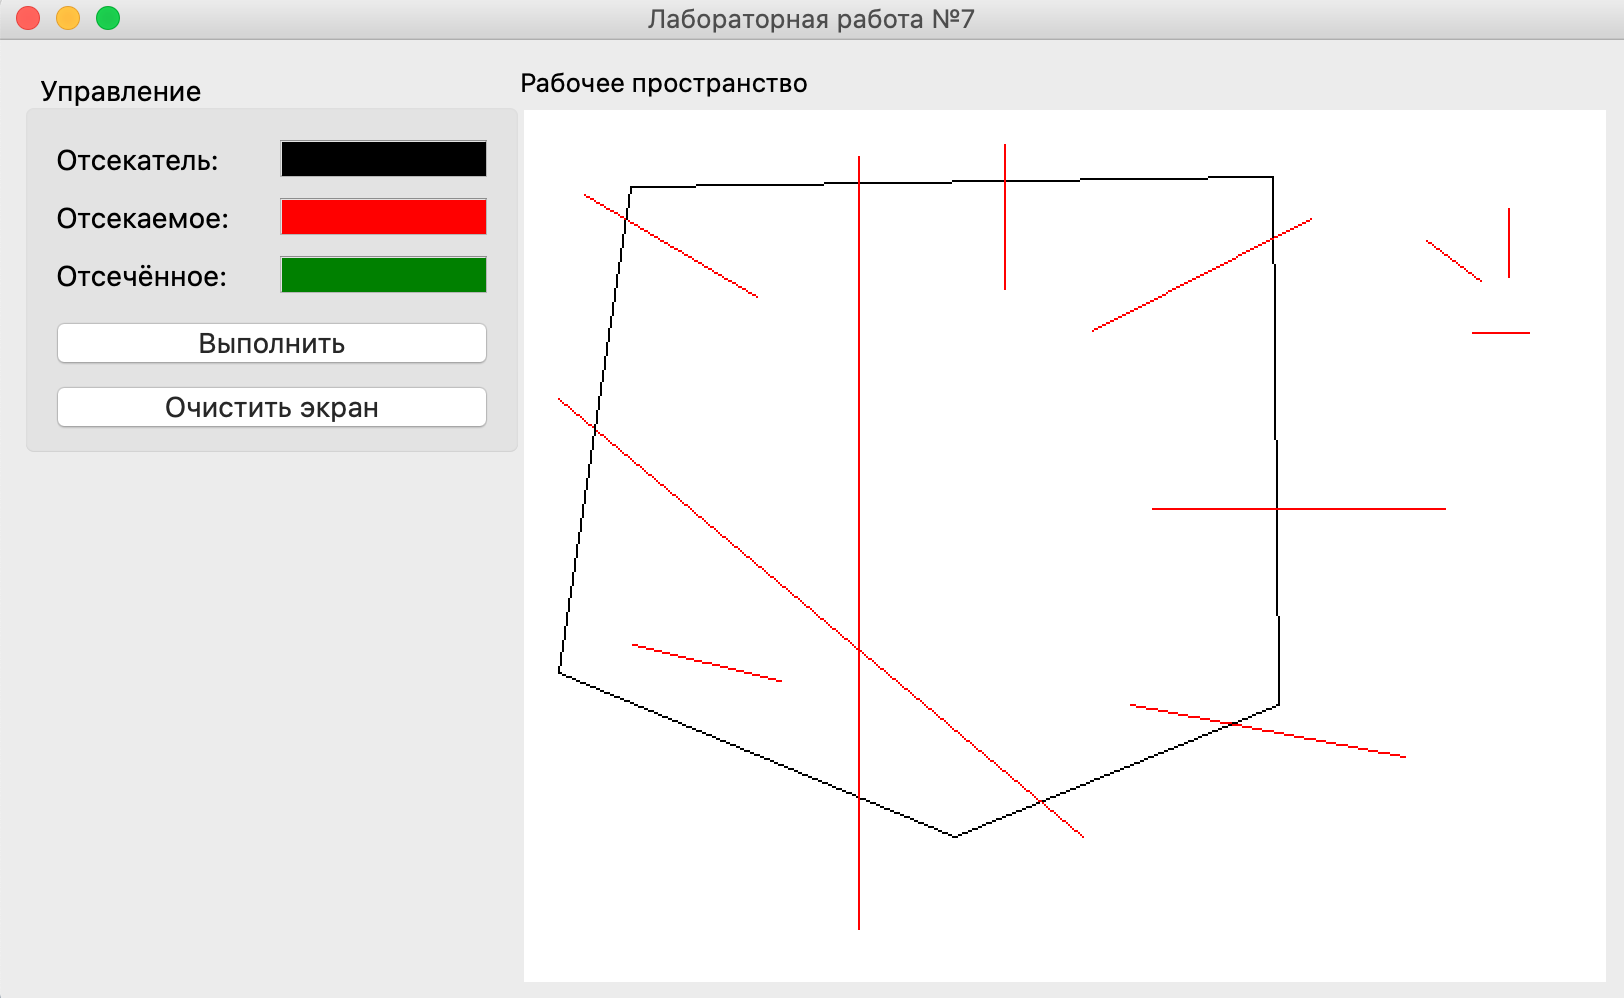 Лабораторная работа №7
Управление
Рабочее пространство
Отсекатель:
Отсекаемое:
Отсечённое:
Выполнить
Очистить экран